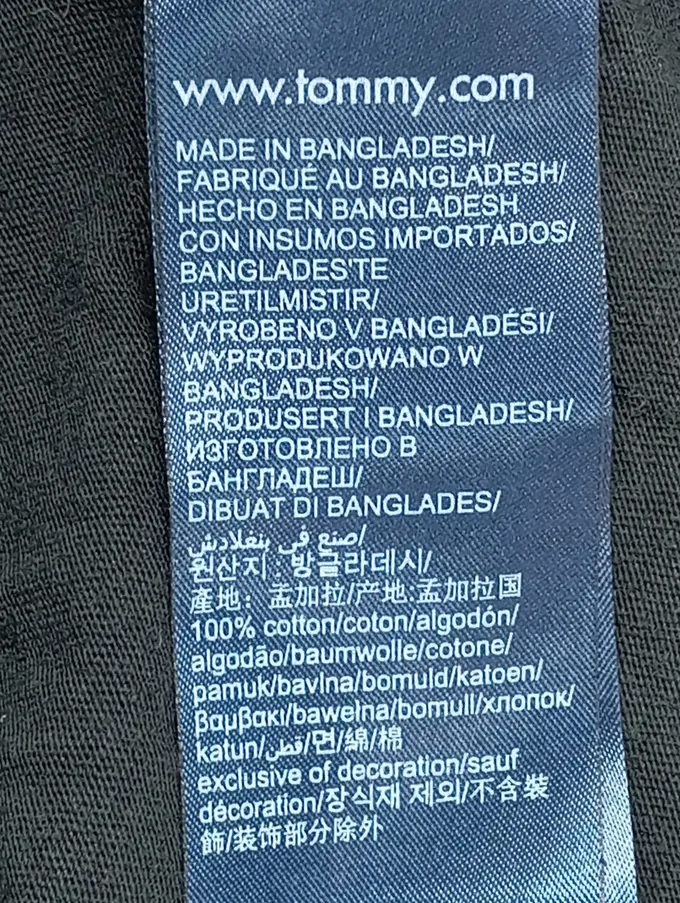 www.tommy.com
MADE IN BANGLADESH/
FABRIQUÉ AU BANGLADESH/
HECHO EN BANGLADESH
CON INSUMOS IMPORTADOS/
BANGLADES'TE
URETILMISTIR/
VYROBENO V BANGLADÉŠI/
WYPRODUKOWANO W
BANGLADESH/
PRODUSERT I BANGLADESH/
ИЗГОТОВЛЕНО В
БАНГЛАДЕШ/
DIBUAT DI BANGLADES/
صنع في بنغلادش/
원산지 : 방글라데시/
產地：孟加拉/产地:孟加拉国
100% cotton/coton/algodón/
algodão/baumwolle/cotone/
pamuk/bavlna/bomuld/katoen/
βαμβακι/bawełna/bomull/хлопок/
katun/قطن/면/綿/棉
exclusive of decoration/sauf
décoration/장식재 제외/不含裝
飾/装饰部分除外